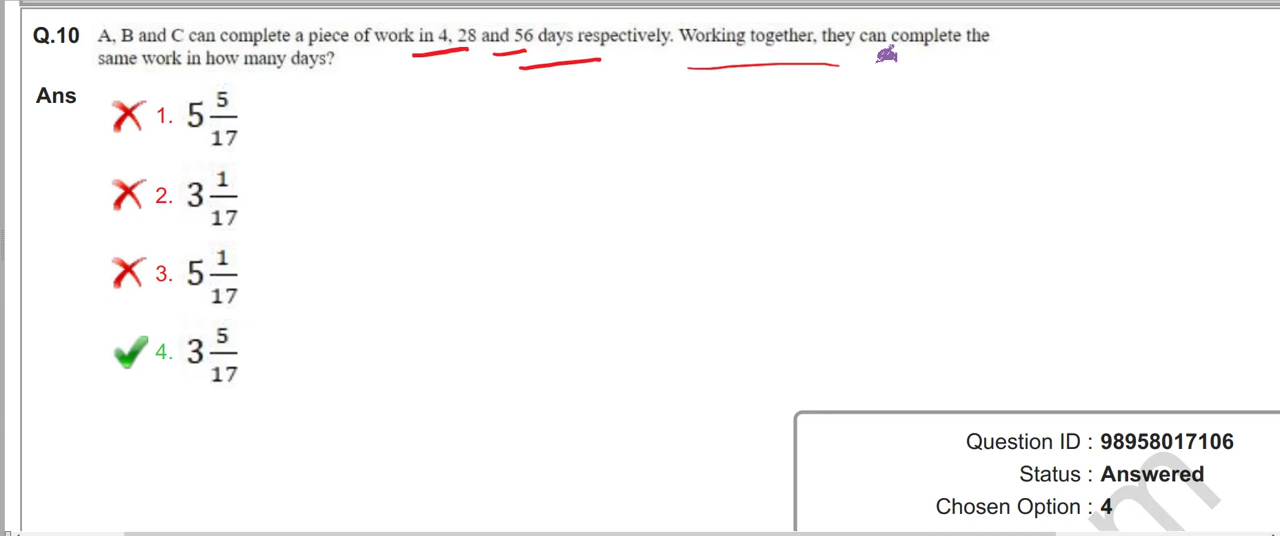 Q.10 A, B and C can complete a piece of work in 4, 28 and 56 days respectively. Working together, they can complete the
same work in how many days?
Ans
1. 5 5/17
2. 3 1/17
3. 5 1/17
4. 3 5/17
Question ID : 98958017106
Status : Answered
Chosen Option : 4
m